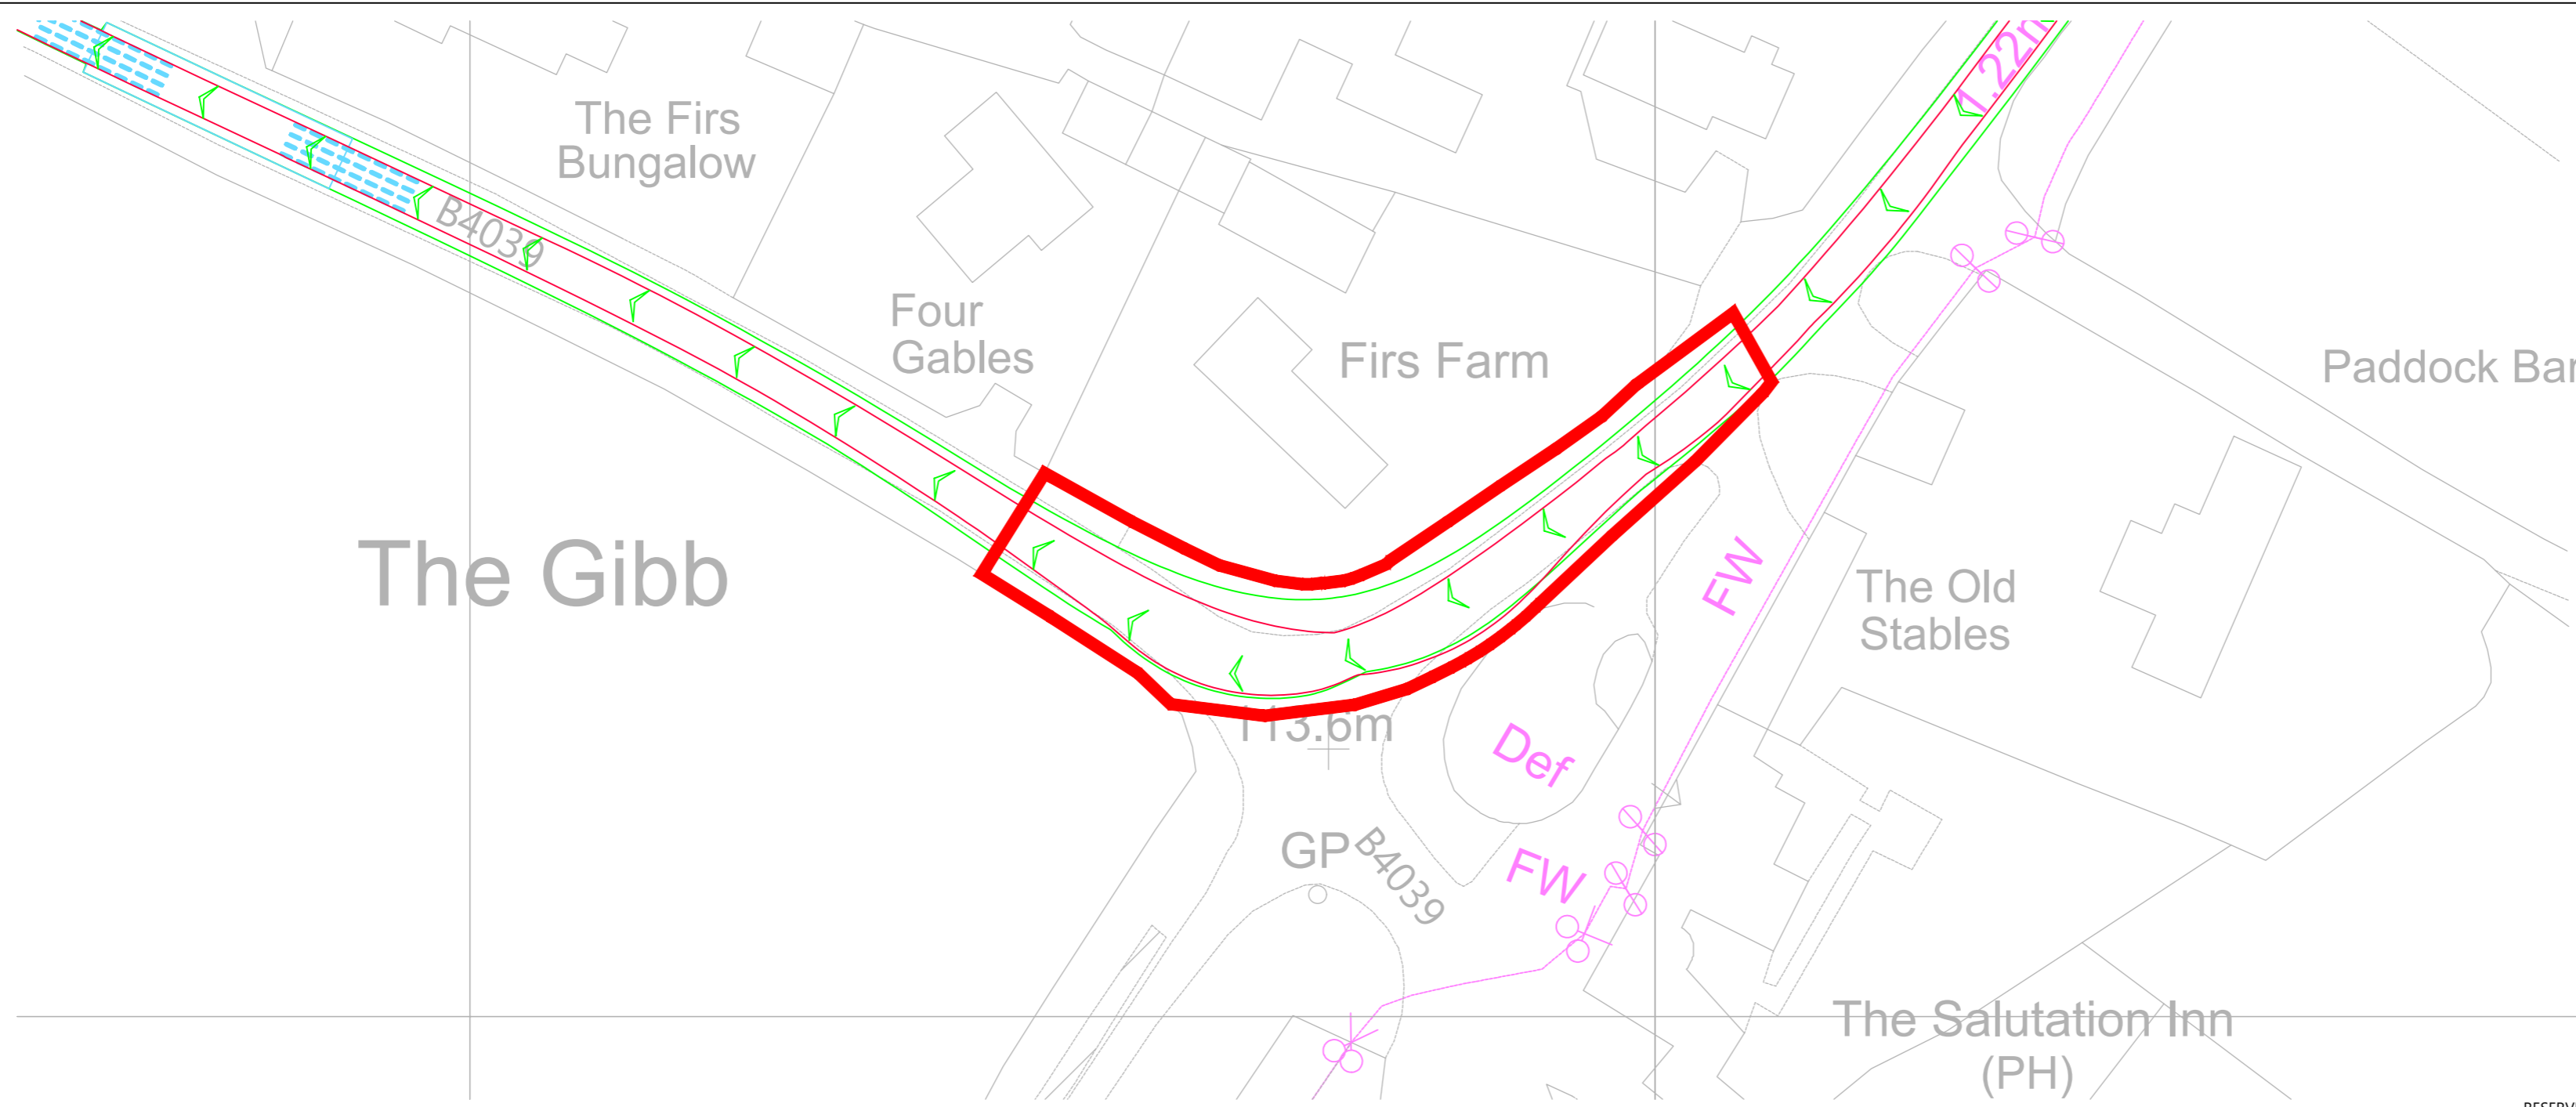 1.22m
The Firs
Bungalow
B4039
Four
Gables
Firs Farm
Paddock Bar
The Gibb
FW
The Old
Stables
113.6m
Def
GP
B4039
FW
The Salutation Inn
(PH)